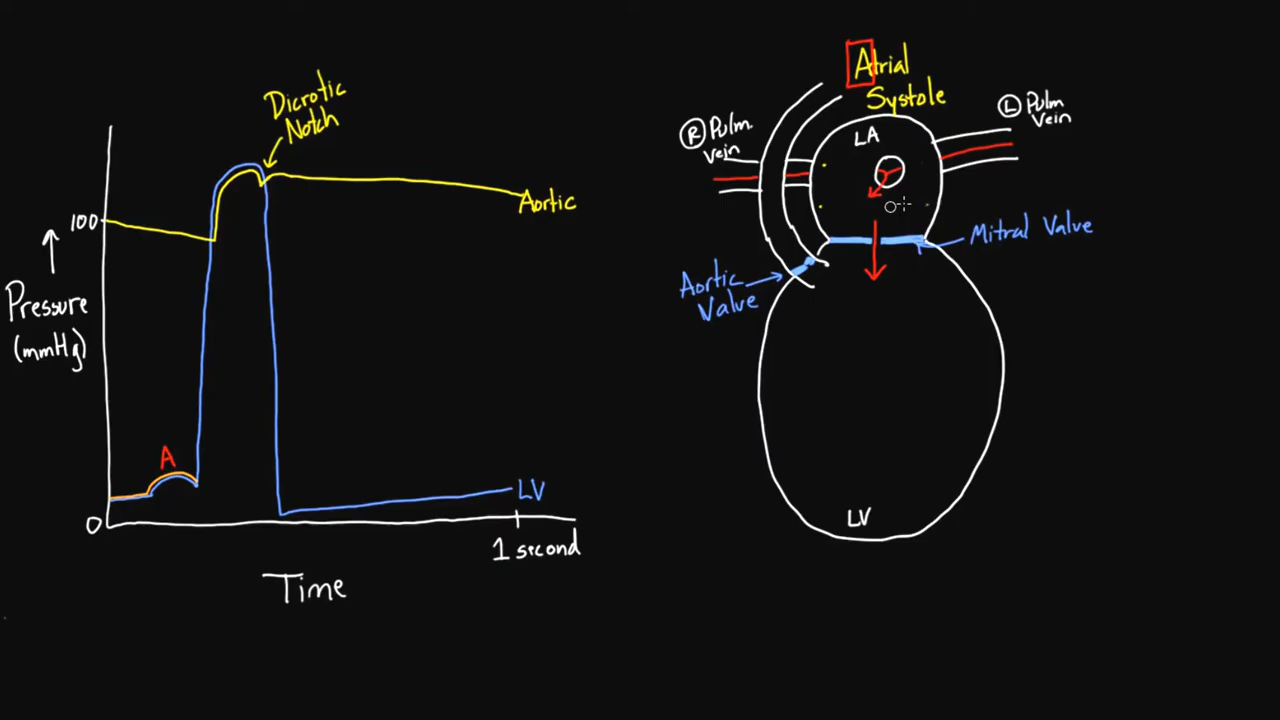 Dicrotic
Notch
100
Aortic
Pressure
(mmHg)
A
LV
0
1 second
Time
Atrial
Systole
R Pulm.
vein
L Pulm
vein
LA
Mitral Valve
Aortic
Valve
LV